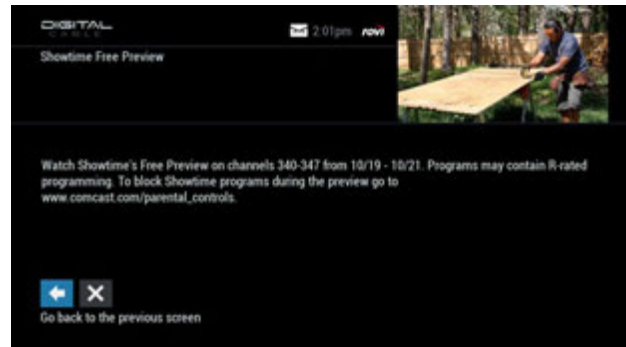 DIGITAL
CABLE
2:01pm rovi
Showtime Free Preview
Watch Showtime's Free Preview on channels 340-347 from 10/19 - 10/21. Programs may contain R-rated
programming. To block Showtime programs during the preview go to
www.comcast.com/parental_controls.
Go back to the previous screen